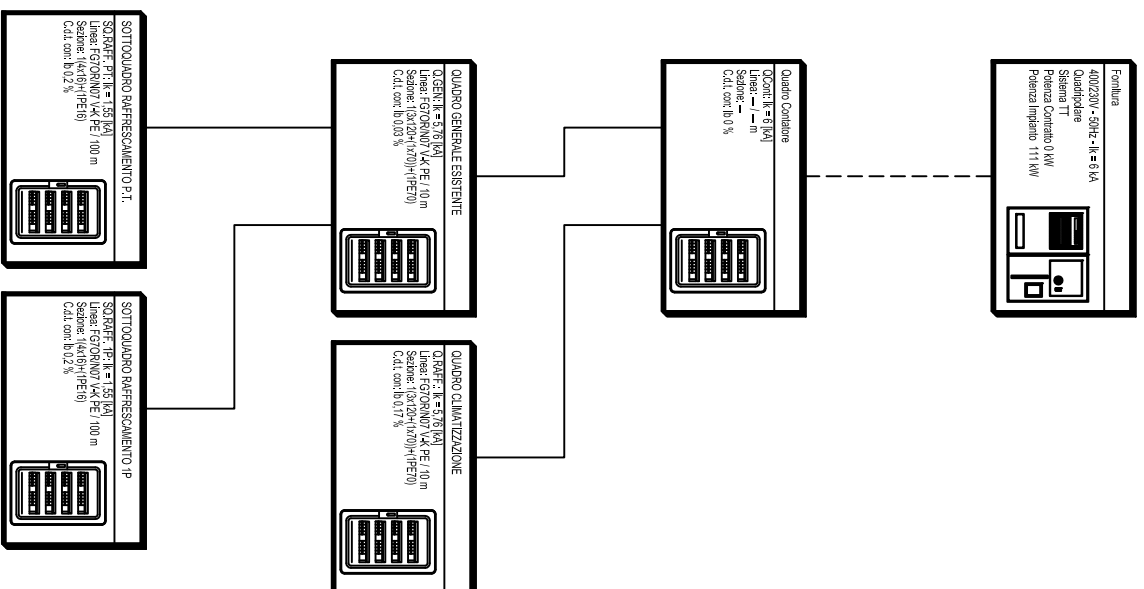 Fornitura
400/230V - 50Hz - Ik = 6 kA
Quadripolare
Sistema TT
Potenza Contratto 0 kW
Potenza Impianto 111 kW
Quadro Contatore
QCont: Ik = 6 [kA]
Linea: --- / --- m
Sezione: ---
C.d.t. con: Ib 0 %
QUADRO GENERALE ESISTENTE
Q.GEN: Ik = 5,76 [kA]
Linea: FG7OR/N07 V-K PE / 10 m
Sezione: 1(3x120+(1x70))+(1PE70)
C.d.t. con: Ib 0,03 %
QUADRO CLIMATIZZAZIONE
Q.RAFF.: Ik = 5,76 [kA]
Linea: FG7OR/N07 V-K PE / 10 m
Sezione: 1(3x120+(1x70))+(1PE70)
C.d.t. con: Ib 0,17 %
SOTTOQUADRO RAFFRESCAMENTO P.T.
SQ.RAFF. PT: Ik = 1,55 [kA]
Linea: FG7OR/N07 V-K PE / 100 m
Sezione: 1(4x16)+(1PE16)
C.d.t. con: Ib 0,2 %
SOTTOQUADRO RAFFRESCAMENTO 1P
SQ.RAFF. 1P: Ik = 1,55 [kA]
Linea: FG7OR/N07 V-K PE / 100 m
Sezione: 1(4x16)+(1PE16)
C.d.t. con: Ib 0,2 %